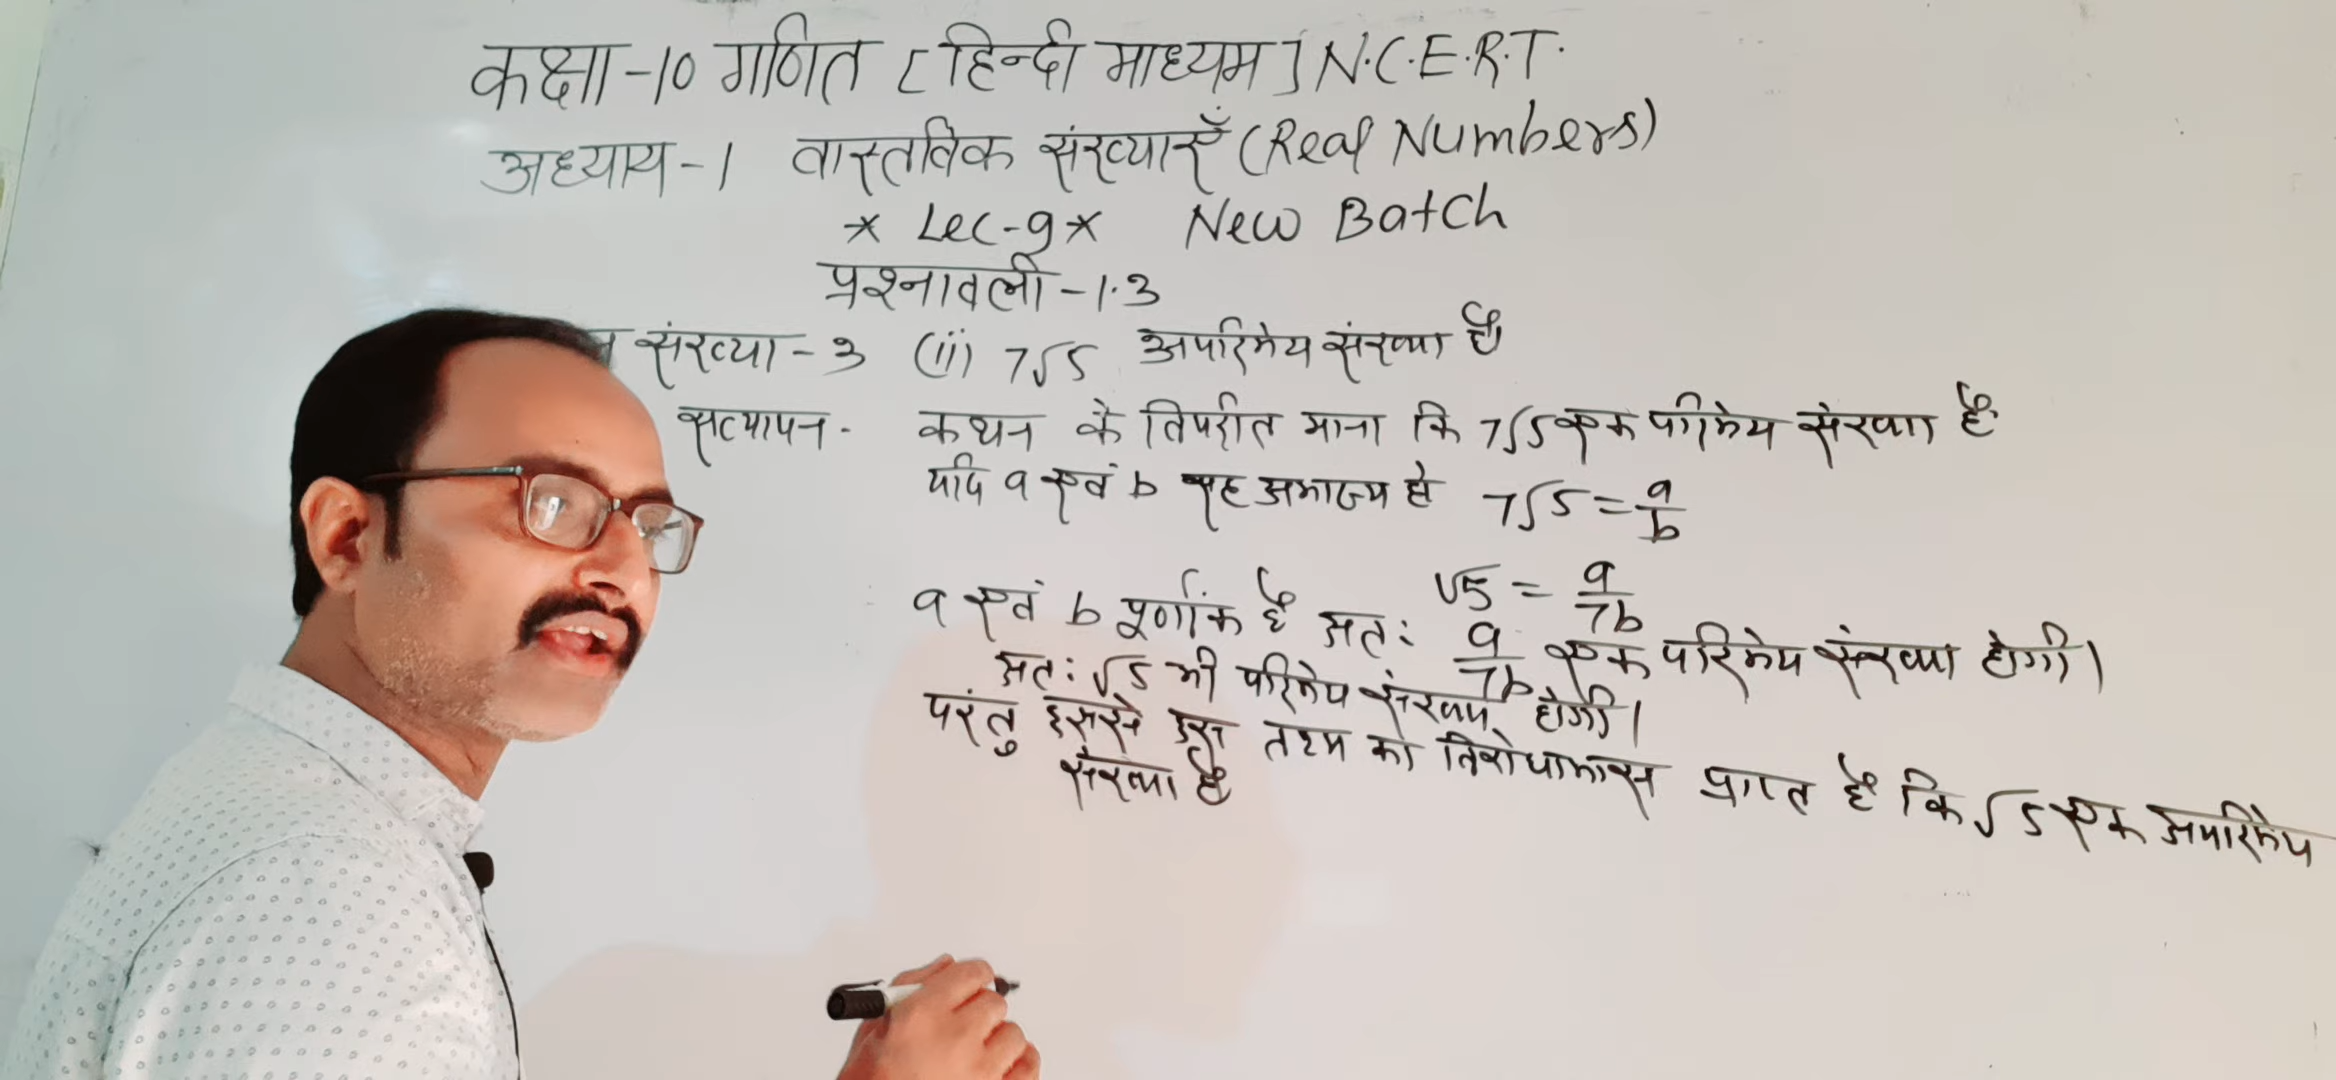 कक्षा-10 गणित [हिन्दी माध्यम] N.C.E.R.T.
अध्याय-1 वास्तविक संख्याएँ (Real Numbers)
* Lec-9 * New Batch
प्रश्नावली-1.3
संख्या-3 (ii) 7√5 अपरिमेय संख्या है
सत्यापन- कथन के विपरीत माना कि 7√5 एक परिमेय संख्या है
यदि a एवं b सह अभाज्य हो 7√5 = a/b
√5 = a/7b
a एवं b पूर्णांक है अतः a/7b एक परिमेय संख्या होगी।
अतः √5 भी परिमेय संख्या होगी।
परंतु इससे इस तथ्य का विरोधाभास प्राप्त है कि √5 एक अपरिमेय
संख्या है